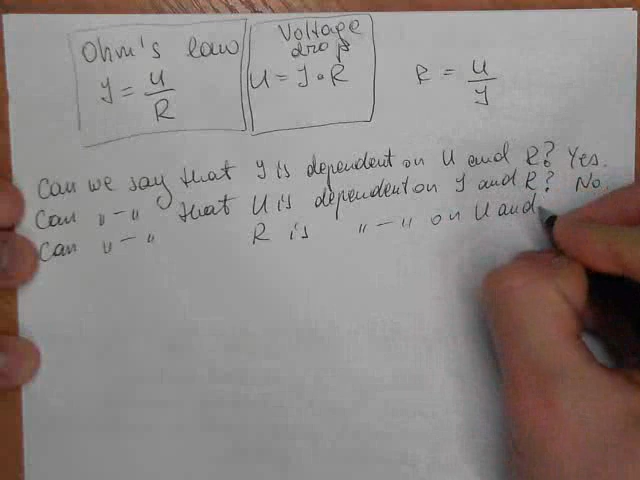 Ohm's law
I = U / R
Voltage drops
U = I · R
R = U / I
Can we say that I is dependent on U and R? Yes.
Can "-" that U is dependent on I and R? No.
Can "-" R is "-" on U and